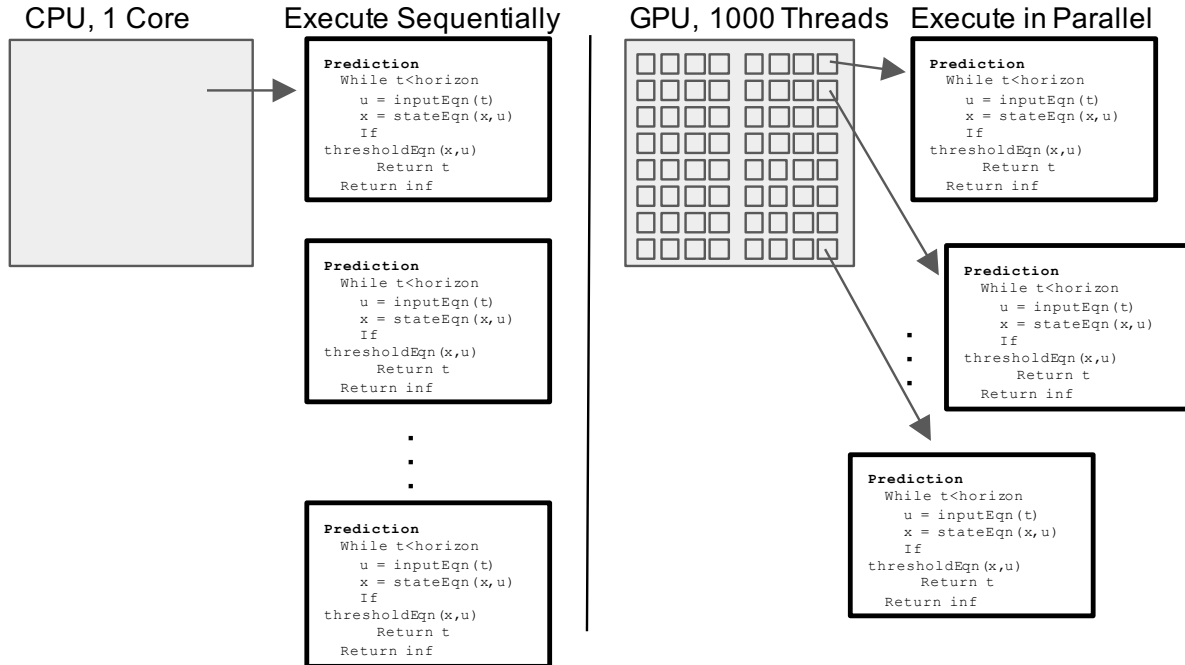 CPU, 1 Core
Execute Sequentially
Prediction
While t<horizon
u = inputEqn(t)
x = stateEqn(x,u)
If
thresholdEqn(x,u)
Return t
Return inf
Prediction
While t<horizon
u = inputEqn(t)
x = stateEqn(x,u)
If
thresholdEqn(x,u)
Return t
Return inf
Prediction
While t<horizon
u = inputEqn(t)
x = stateEqn(x,u)
If
thresholdEqn(x,u)
Return t
Return inf
GPU, 1000 Threads
Execute in Parallel
Prediction
While t<horizon
u = inputEqn(t)
x = stateEqn(x,u)
If
thresholdEqn(x,u)
Return t
Return inf
Prediction
While t<horizon
u = inputEqn(t)
x = stateEqn(x,u)
If
thresholdEqn(x,u)
Return t
Return inf
Prediction
While t<horizon
u = inputEqn(t)
x = stateEqn(x,u)
If
thresholdEqn(x,u)
Return t
Return inf